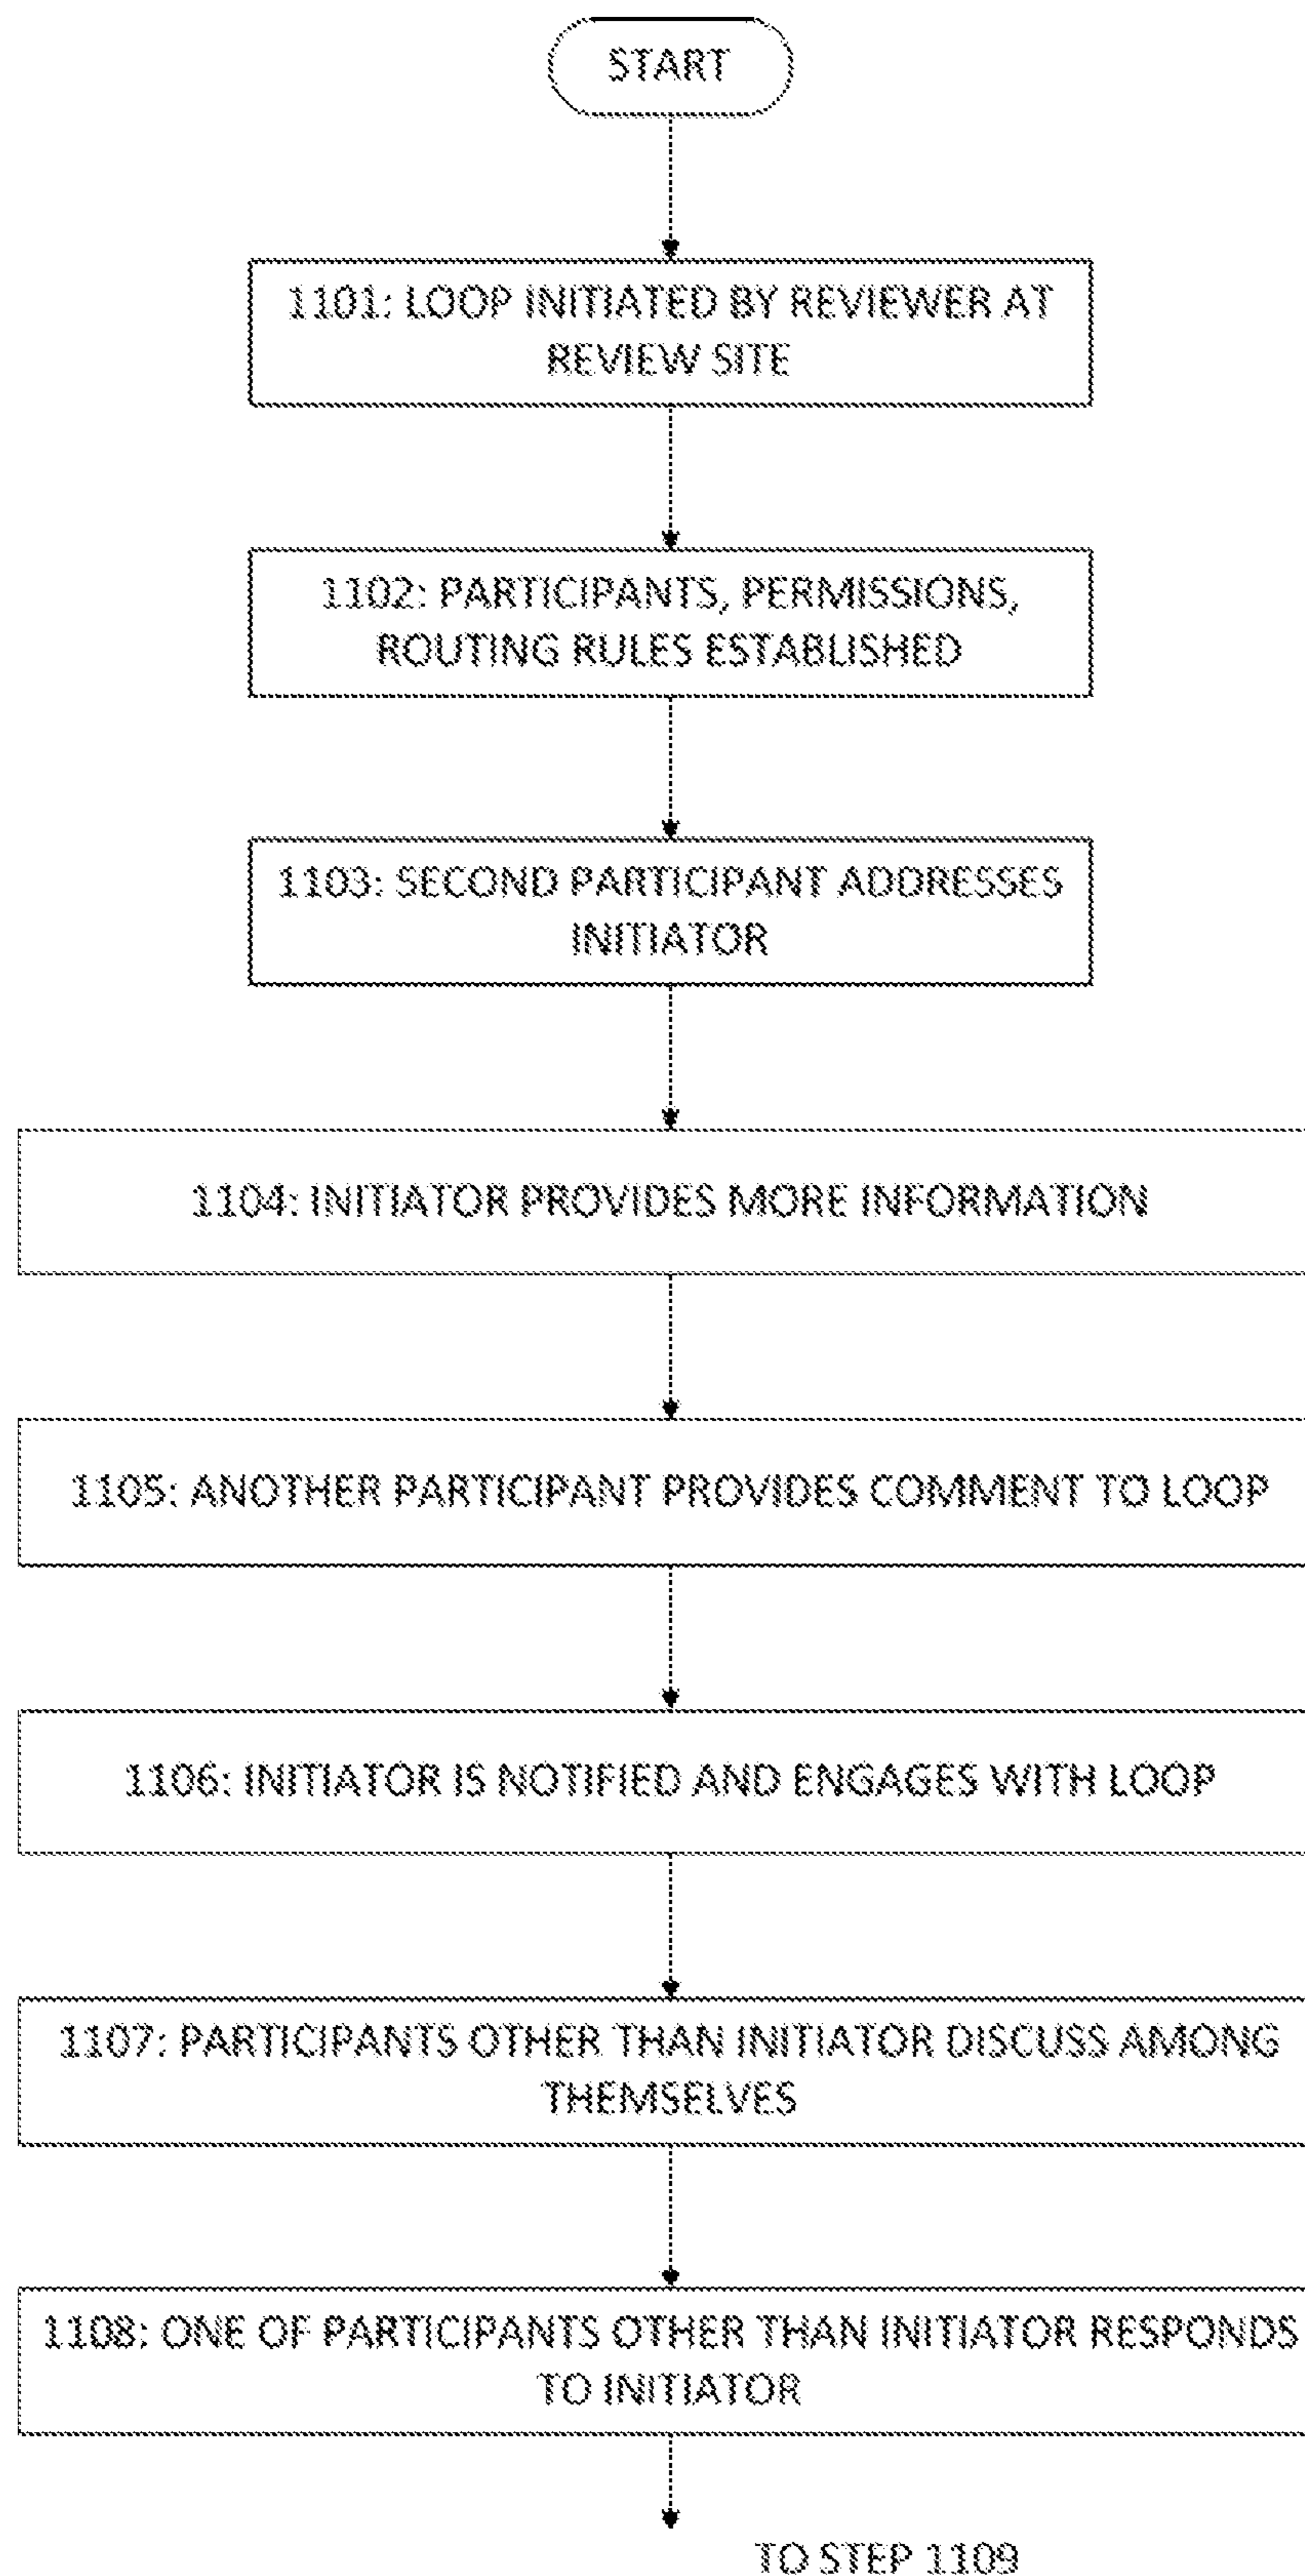 START
1101: LOOP INITIATED BY REVIEWER AT
REVIEW SITE
1102: PARTICIPANTS, PERMISSIONS,
ROUTING RULES ESTABLISHED
1103: SECOND PARTICIPANT ADDRESSES
INITIATOR
1104: INITIATOR PROVIDES MORE INFORMATION
1105: ANOTHER PARTICIPANT PROVIDES COMMENT TO LOOP
1106: INITIATOR IS NOTIFIED AND ENGAGES WITH LOOP
1107: PARTICIPANTS OTHER THAN INITIATOR DISCUSS AMONG
THEMSELVES
1108: ONE OF PARTICIPANTS OTHER THAN INITIATOR RESPONDS
TO INITIATOR
TO STEP 1109